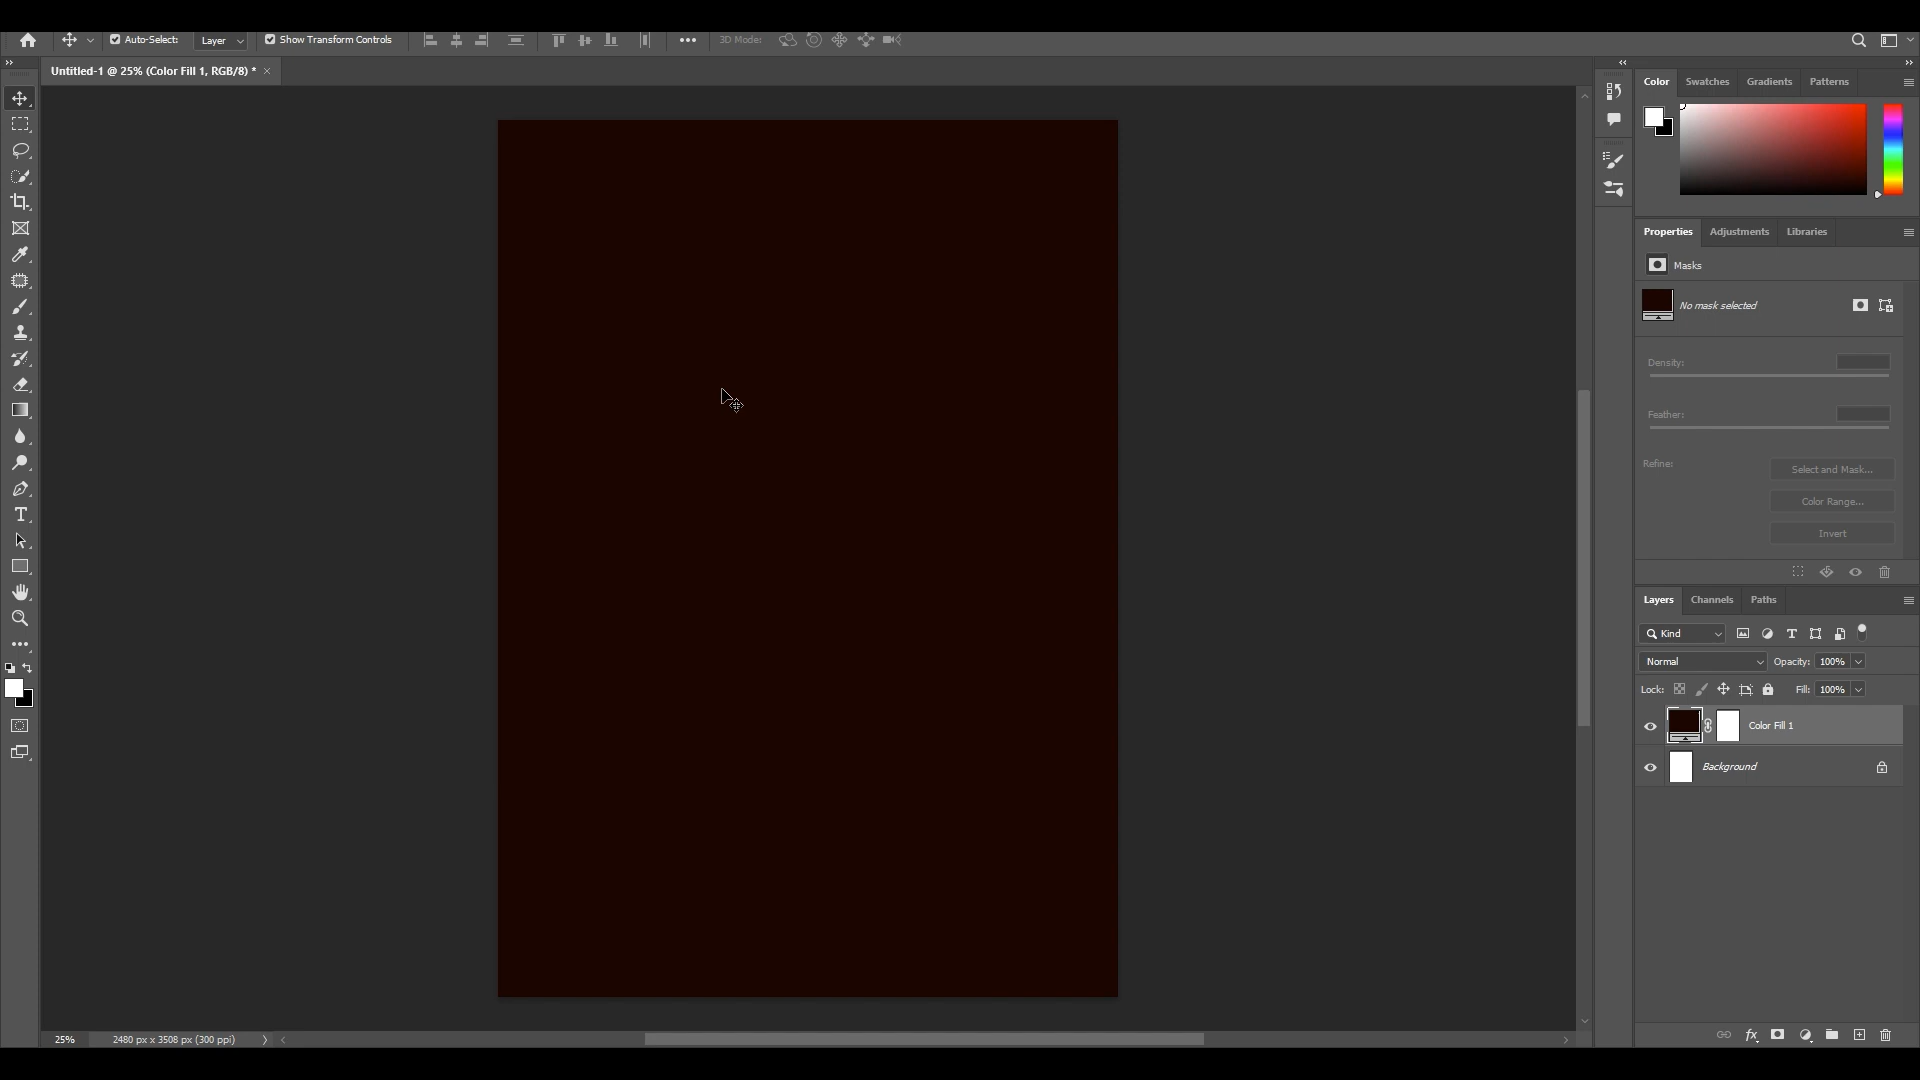 Auto-Select: Layer Show Transform Controls 3D Mode:
Untitled-1 @ 25% (Color Fill 1, RGB/8) *
Color Swatches Gradients Patterns
Properties Adjustments Libraries
Masks
No mask selected
Density:
Feather:
Refine: Select and Mask...
Color Range...
Invert
Layers Channels Paths
Kind
Normal Opacity: 100%
Lock: Fill: 100%
Color Fill 1
Background
25% 2480 px x 3508 px (300 ppi)